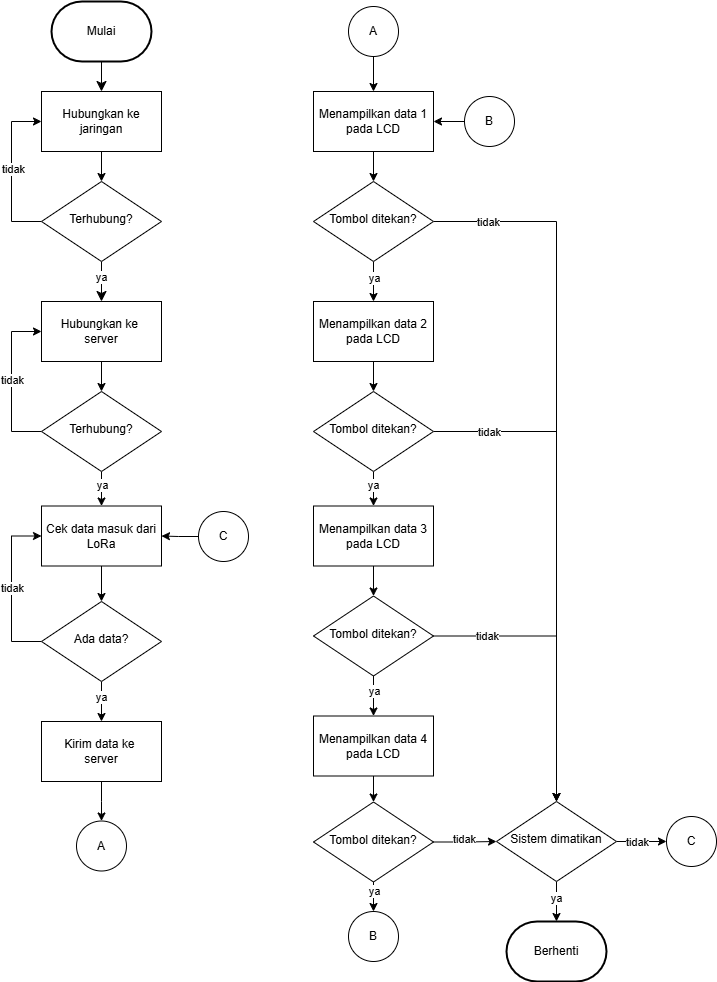 Mulai
Hubungkan ke
jaringan
tidak
Terhubung?
ya
Hubungkan ke
server
tidak
Terhubung?
ya
Cek data masuk dari
LoRa
C
tidak
Ada data?
ya
Kirim data ke
server
A
A
Menampilkan data 1
pada LCD
B
Tombol ditekan?
tidak
ya
Menampilkan data 2
pada LCD
Tombol ditekan?
tidak
ya
Menampilkan data 3
pada LCD
Tombol ditekan?
tidak
ya
Menampilkan data 4
pada LCD
Tombol ditekan?
tidak
Sistem dimatikan
tidak
C
ya
B
ya
Berhenti